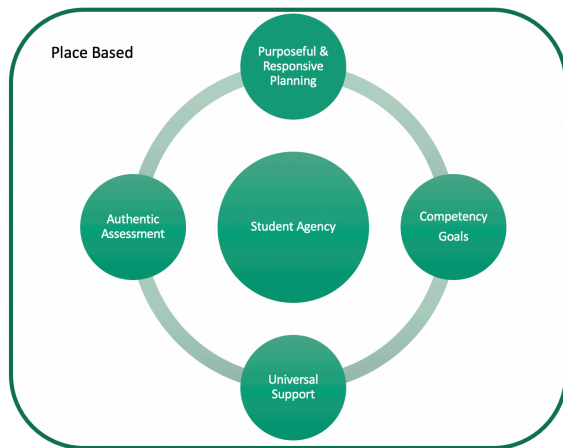 Place Based
Purposeful &
Responsive
Planning
Authentic
Assessment
Student Agency
Competency
Goals
Universal
Support